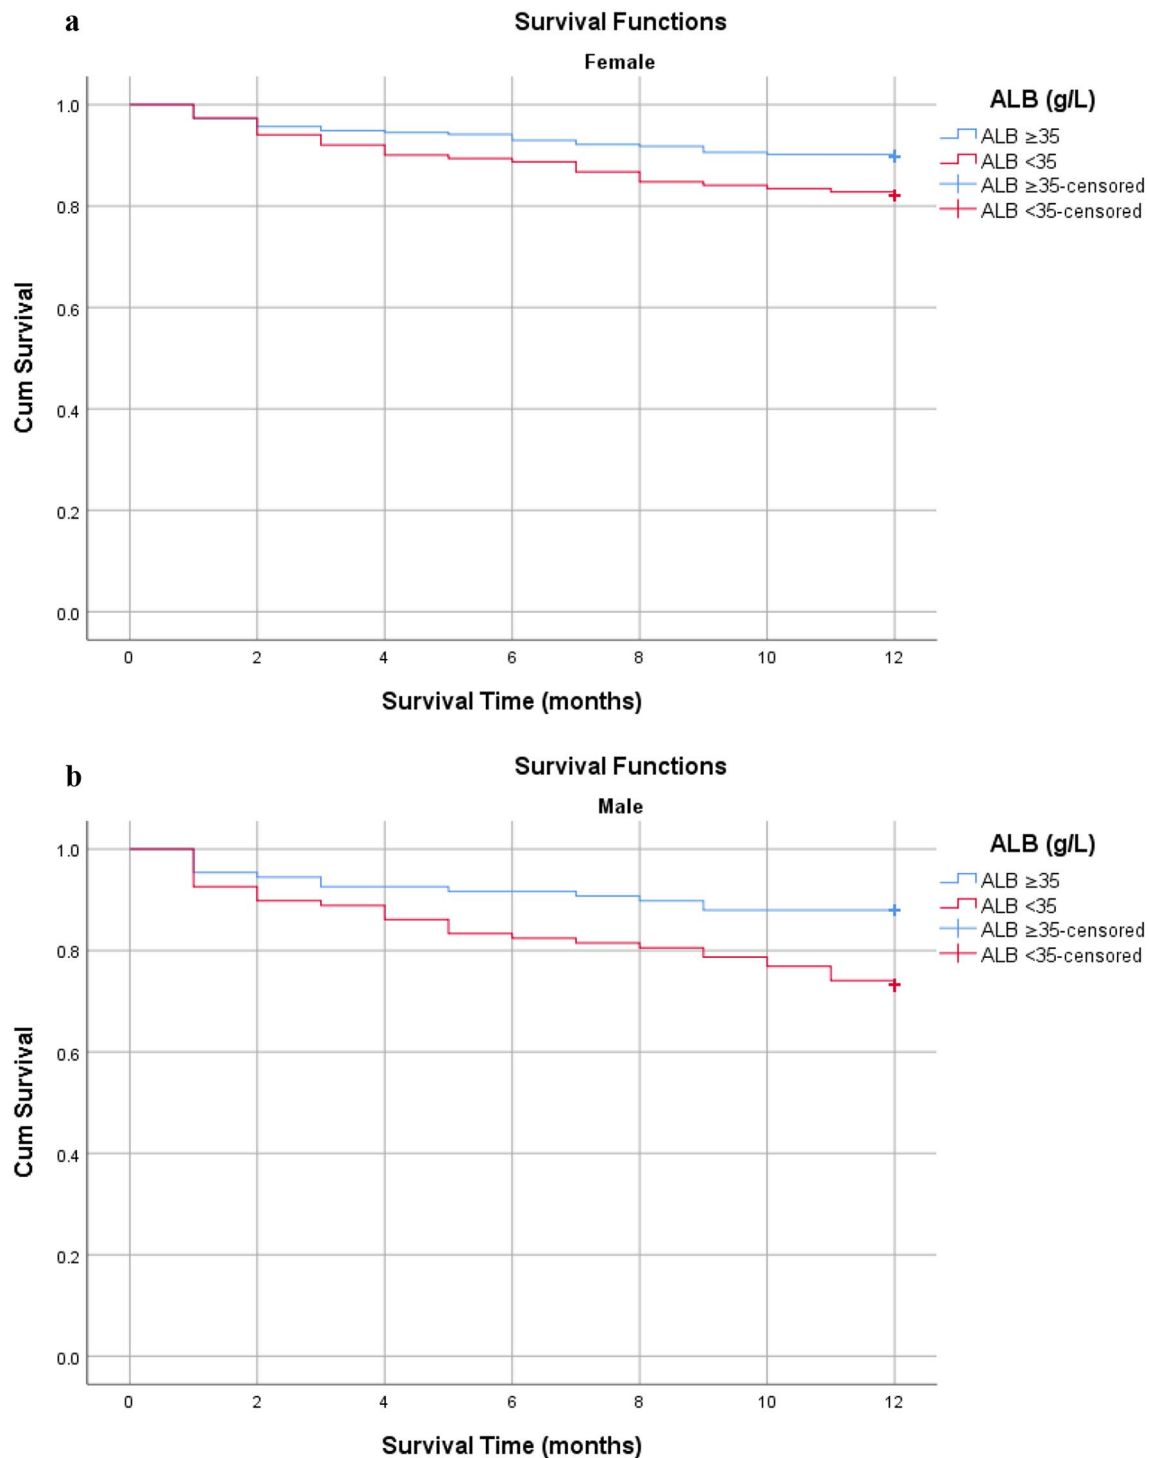 a
Survival Functions
Female
ALB (g/L)
ALB ≥35
ALB <35
ALB ≥35-censored
ALB <35-censored
Cum Survival
1.0
0.8
0.6
0.4
0.2
0.0
0 2 4 6 8 10 12
Survival Time (months)
b
Survival Functions
Male
ALB (g/L)
ALB ≥35
ALB <35
ALB ≥35-censored
ALB <35-censored
Cum Survival
1.0
0.8
0.6
0.4
0.2
0.0
0 2 4 6 8 10 12
Survival Time (months)